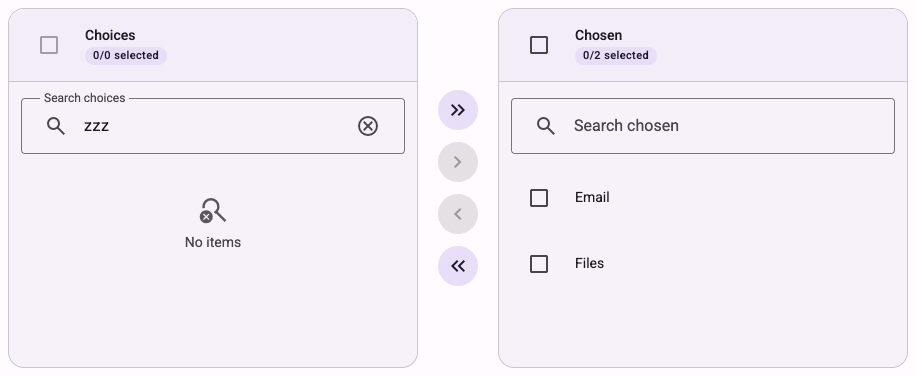 Choices
0/0 selected
Search choices
zzz
No items
Chosen
0/2 selected
Search chosen
Email
Files